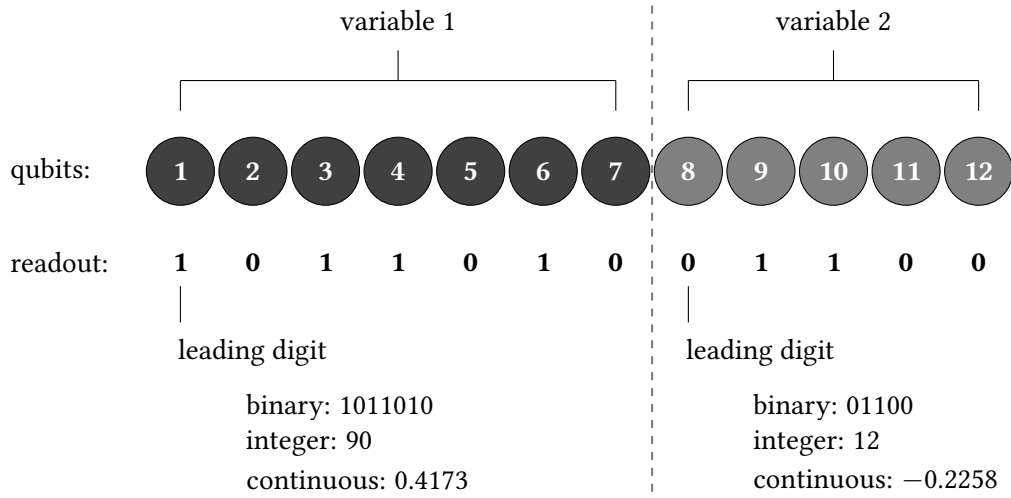 variable 1 variable 2
qubits: 1 2 3 4 5 6 7 8 9 10 11 12
readout: 1 0 1 1 0 1 0 0 1 1 0 0
leading digit leading digit
binary: 1011010 binary: 01100
integer: 90 integer: 12
continuous: 0.4173 continuous: −0.2258